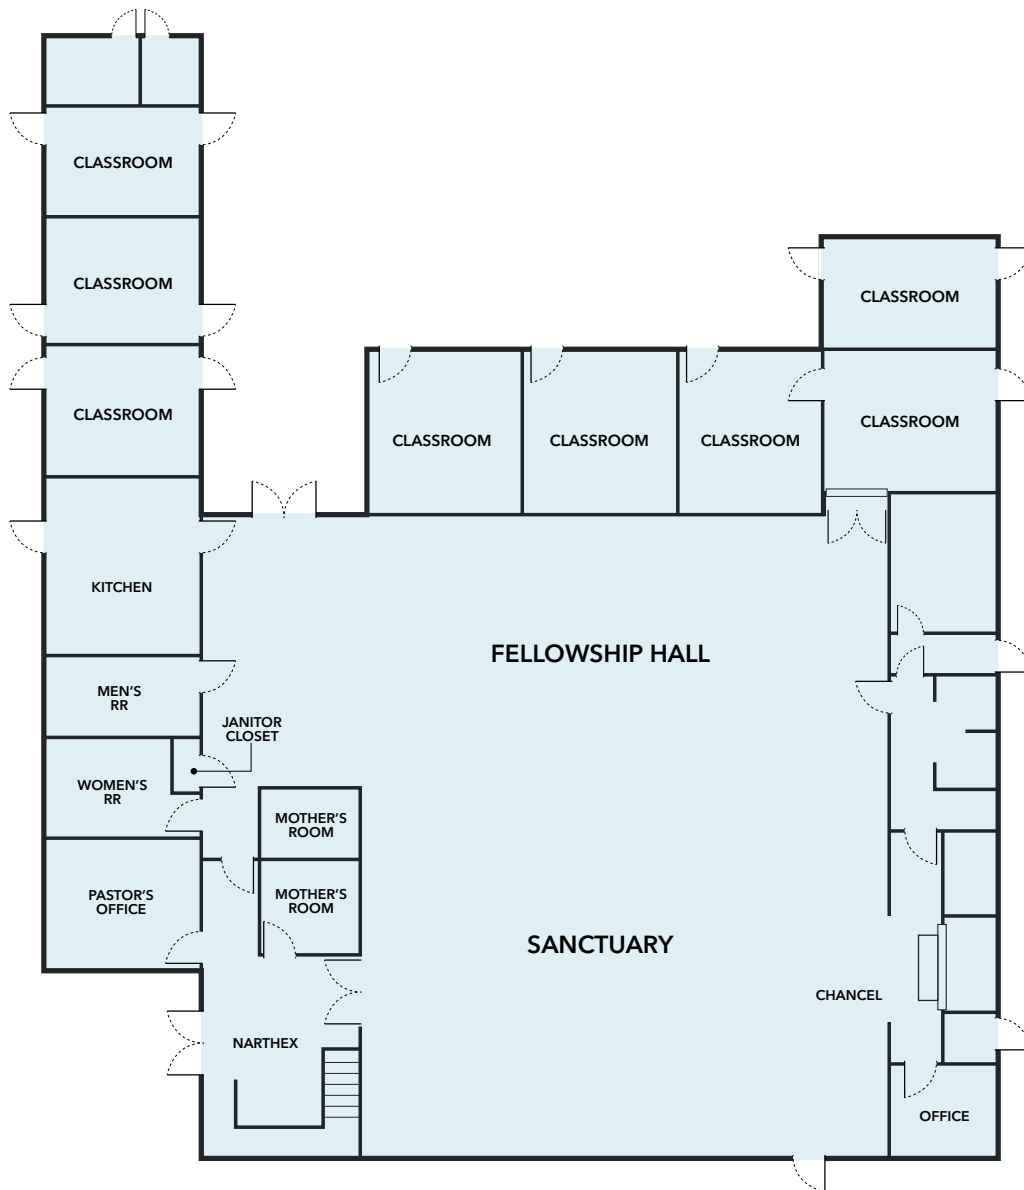 CLASSROOM
CLASSROOM
CLASSROOM
CLASSROOM
CLASSROOM
CLASSROOM
CLASSROOM
CLASSROOM
KITCHEN
FELLOWSHIP HALL
MEN'S
RR
JANITOR
CLOSET
WOMEN'S
RR
MOTHER'S
ROOM
MOTHER'S
ROOM
PASTOR'S
OFFICE
SANCTUARY
CHANCEL
NARTHEX
OFFICE